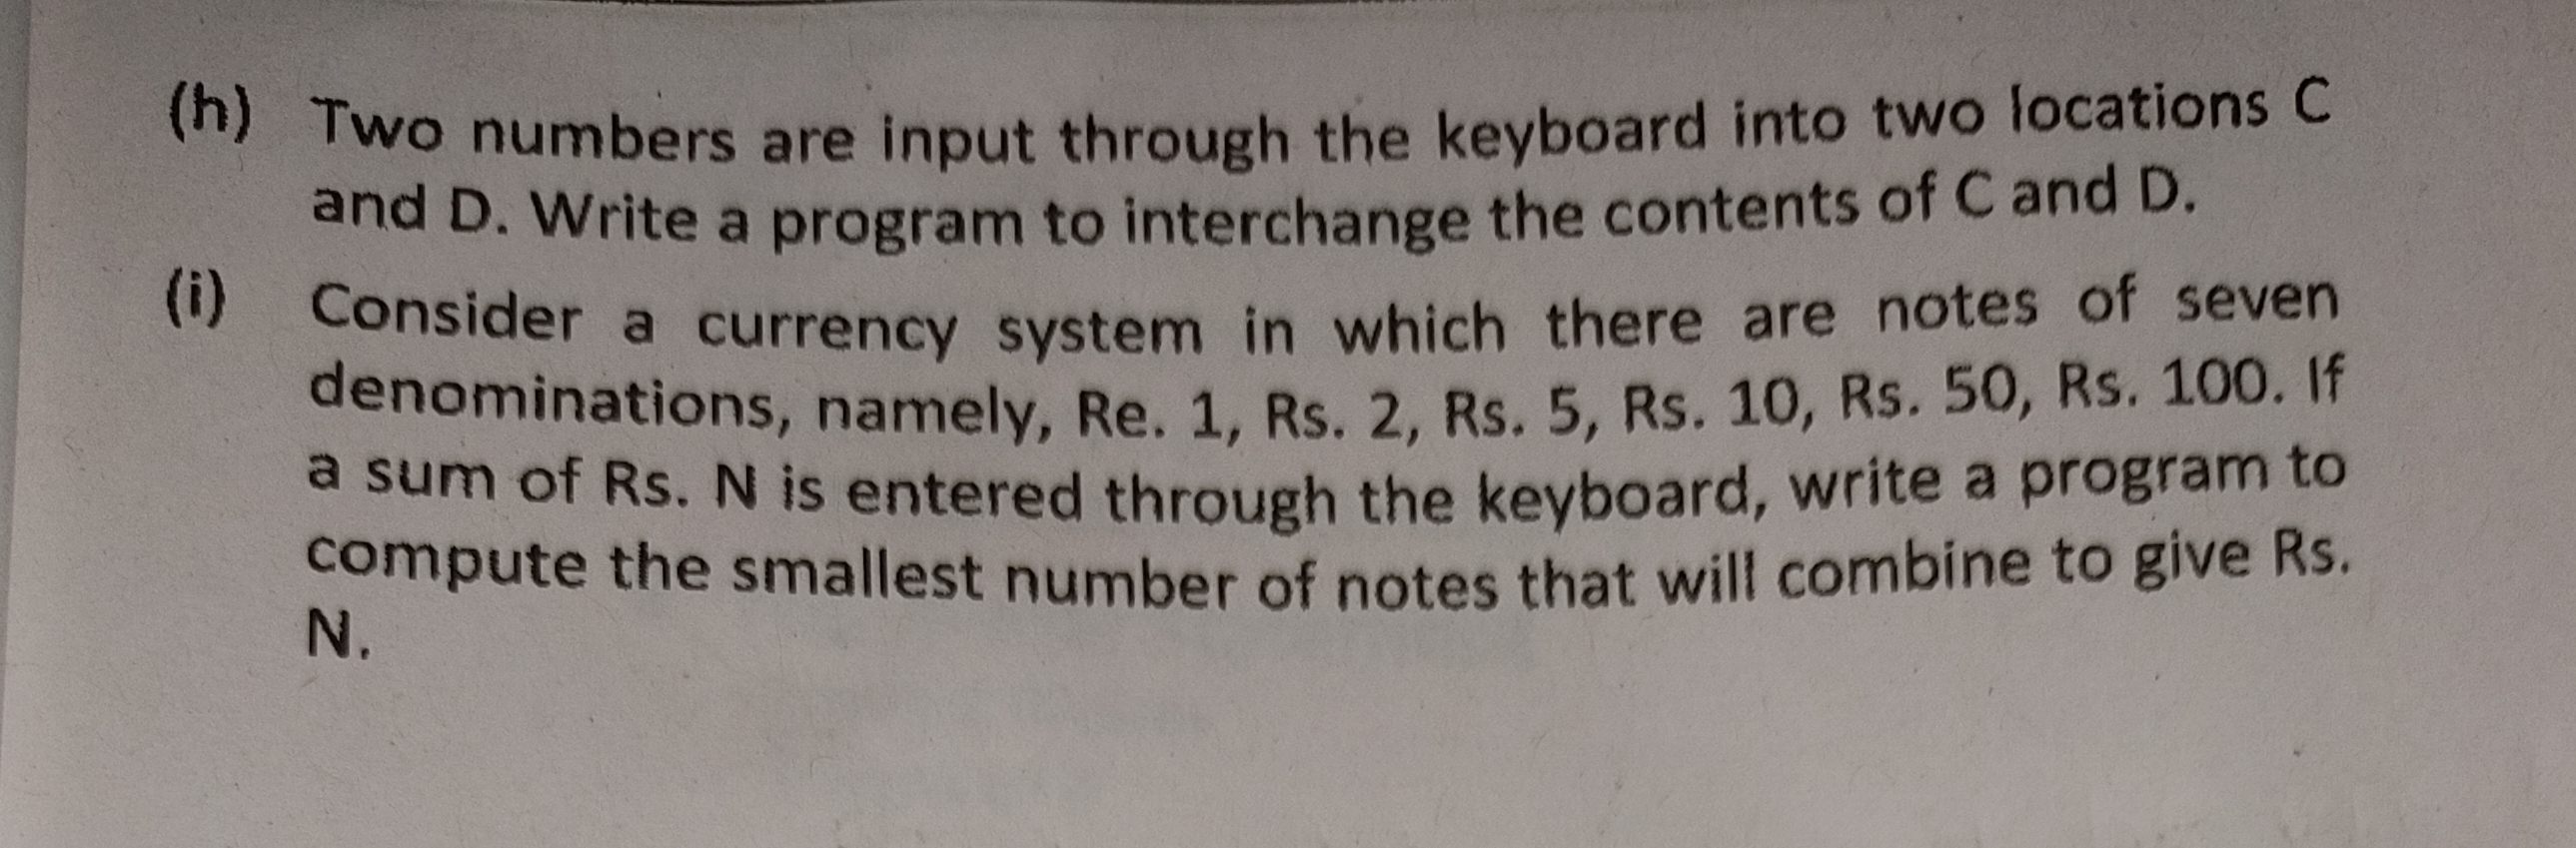 (h) Two numbers are input through the keyboard into two locations C
and D. Write a program to interchange the contents of C and D.
(i) Consider a currency system in which there are notes of seven
denominations, namely, Re. 1, Rs. 2, Rs. 5, Rs. 10, Rs. 50, Rs. 100. If
a sum of Rs. N is entered through the keyboard, write a program to
compute the smallest number of notes that will combine to give Rs.
N.